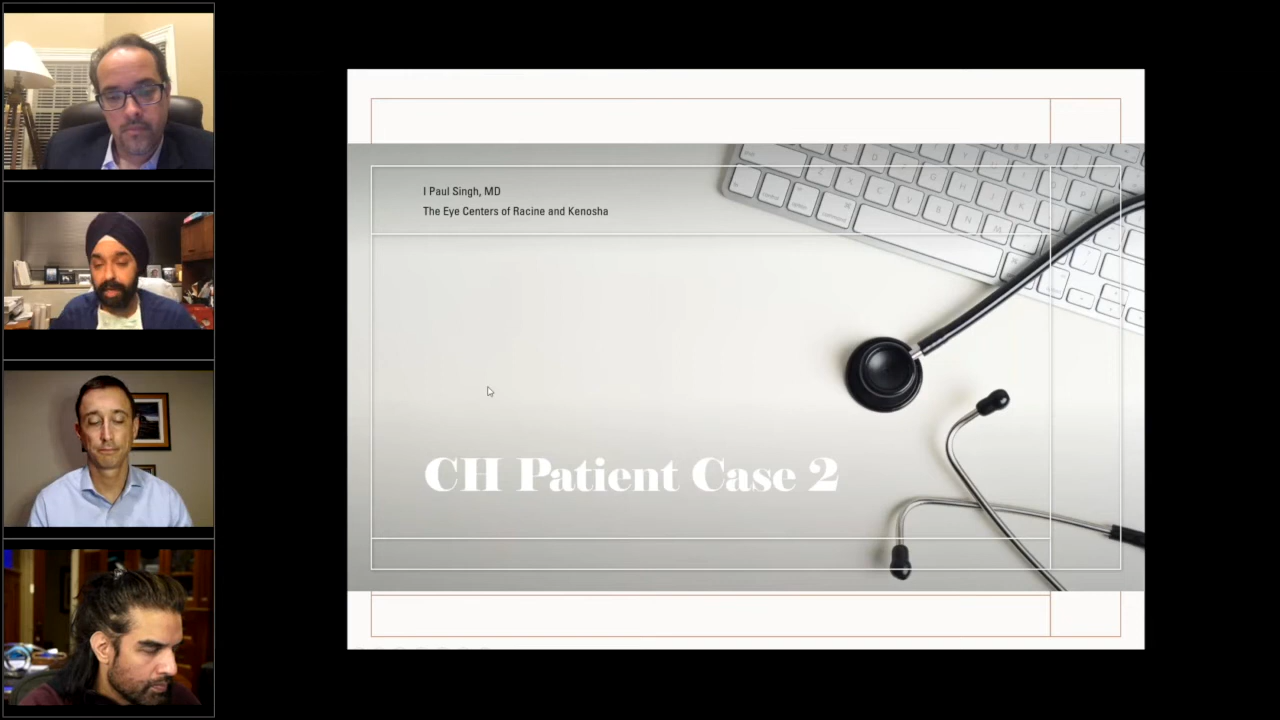 I Paul Singh, MD
The Eye Centers of Racine and Kenosha
CH Patient Case 2